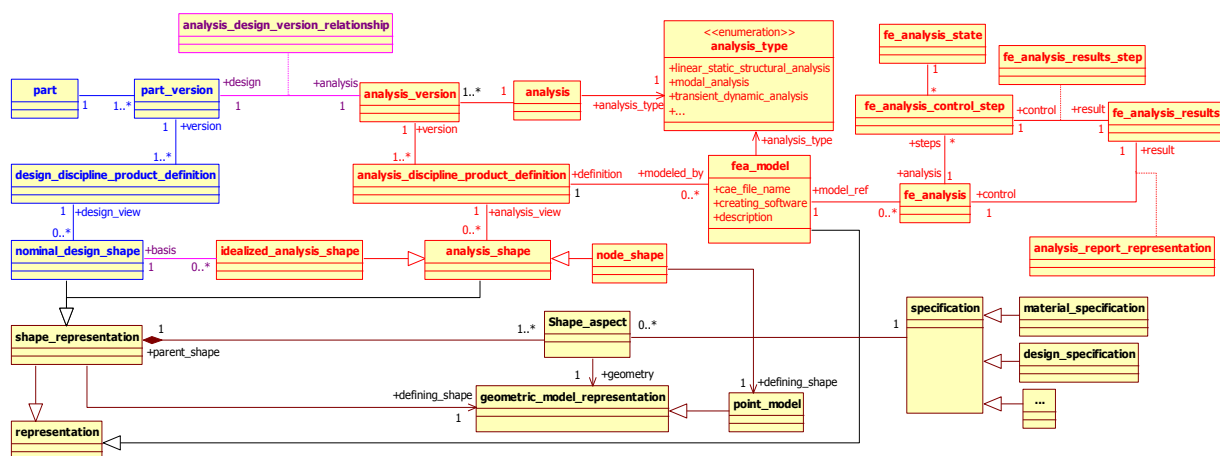 analysis_design_version_relationship
<<enumeration>>
analysis_type
+linear_static_structural_analysis
+modal_analysis
+transient_dynamic_analysis
+...
fe_analysis_state
fe_analysis_results_step
part
1
1..*
part_version
+design
1
+analysis
1
analysis_version
1..*
1
analysis
1
+analysis_type
1
*
fe_analysis_control_step
+control
1
+result
1
fe_analysis_results
1
+version
1..*
1
+version
1..*
+analysis_type
+steps
*
1
+result
design_discipline_product_definition
analysis_discipline_product_definition
+definition
1
+modeled_by
0..*
fea_model
+cae_file_name
+creating_software
+description
+model_ref
1
+analysis
1
0..*
fe_analysis
+control
1
1
+design_view
0..*
1
+analysis_view
0..*
nominal_design_shape
+basis
1
0..*
idealized_analysis_shape
analysis_shape
node_shape
analysis_report_representation
shape_representation
1
+parent_shape
1..*
Shape_aspect
0..*
1
specification
material_specification
design_specification
...
1
+geometry
1
+defining_shape
+defining_shape
1
geometric_model_representation
point_model
representation